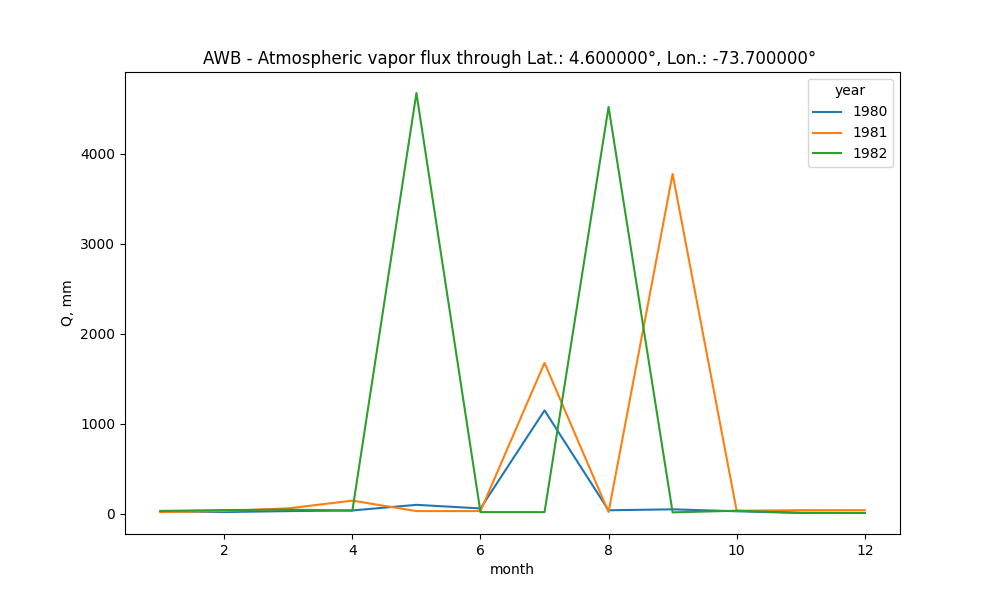 AWB - Atmospheric vapor flux through Lat.: 4.600000°, Lon.: -73.700000°
year
1980
1981
1982
4000
3000
2000
1000
0
Q, mm
2 4 6 8 10 12
month